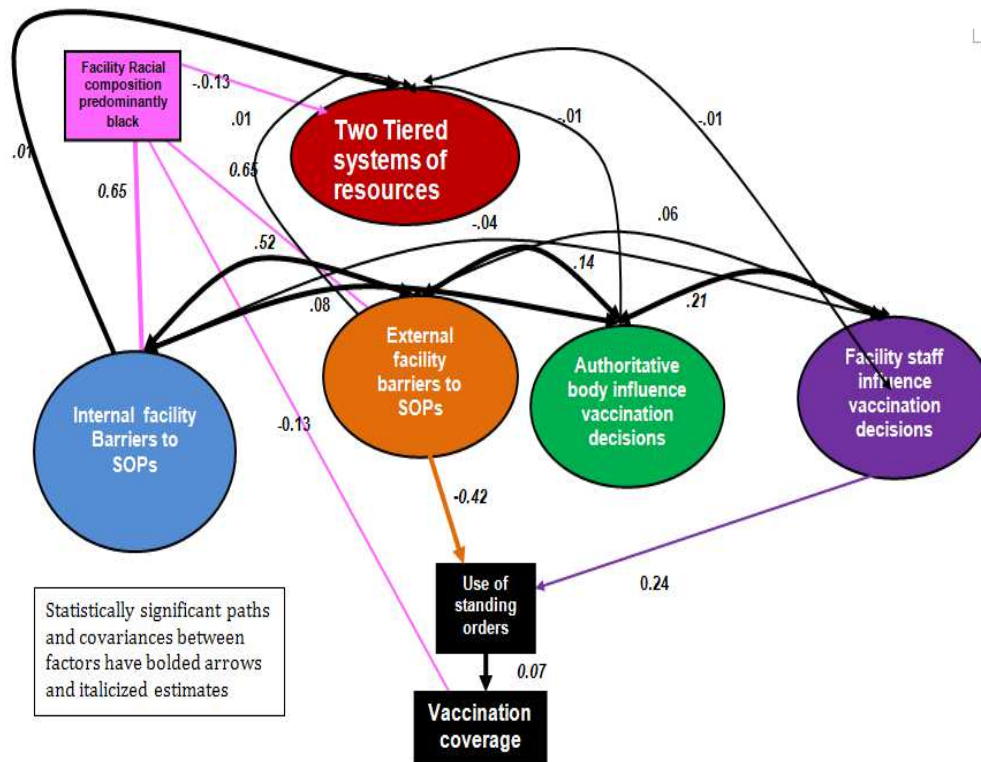 Facility Racial
composition
predominantly
black
-.0.13
.01
0.65
-.01
-.01
Two Tiered
systems of
resources
.01
0.65
.06
-.04
.52
.14
.08
.21
External
facility
barriers to
SOPs
Authoritative
body influence
vaccination
decisions
Facility staff
influence
vaccination
decisions
Internal facility
Barriers to
SOPs
-0.13
-0.42
0.24
Use of
standing
orders
Statistically significant paths
and covariances between
factors have bolded arrows
and italicized estimates
0.07
Vaccination
coverage